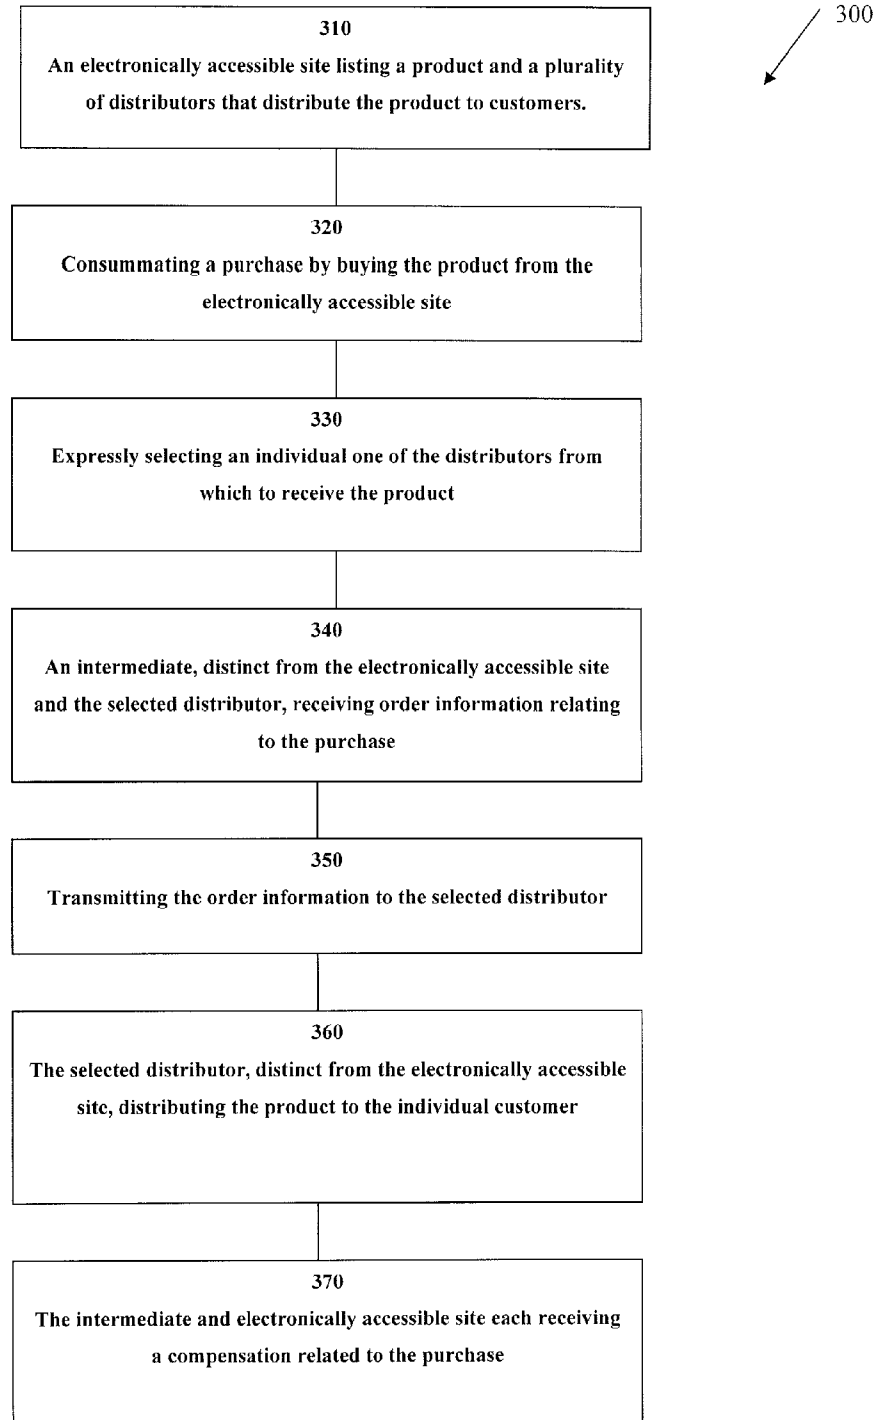 300
310
An electronically accessible site listing a product and a plurality
of distributors that distribute the product to customers.
320
Consummating a purchase by buying the product from the
electronically accessible site
330
Expressly selecting an individual one of the distributors from
which to receive the product
340
An intermediate, distinct from the electronically accessible site
and the selected distributor, receiving order information relating
to the purchase
350
Transmitting the order information to the selected distributor
360
The selected distributor, distinct from the electronically accessible
site, distributing the product to the individual customer
370
The intermediate and electronically accessible site each receiving
a compensation related to the purchase